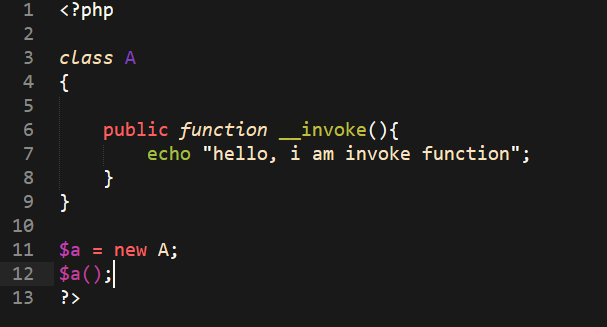 1 <?php
2
3 class A
4 {
5
6 public function __invoke(){
7 echo "hello, i am invoke function";
8 }
9 }
10
11 $a = new A;
12 $a();
13 ?>